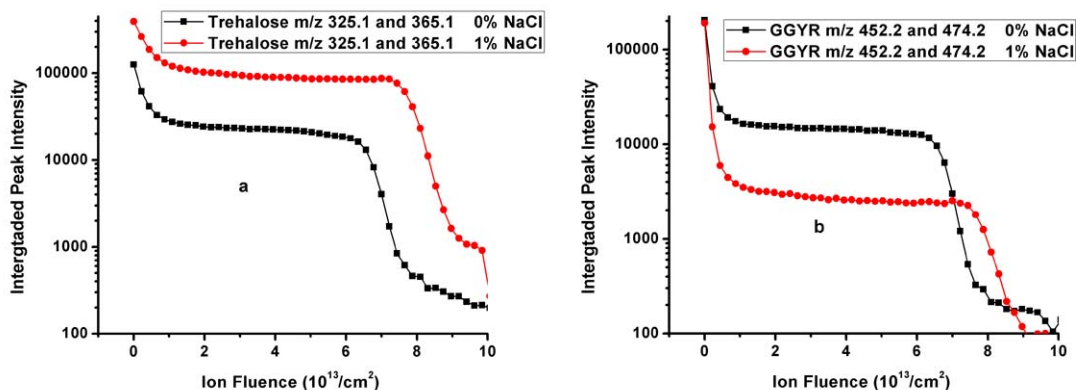 Trehalose m/z 325.1 and 365.1 0% NaCl
Trehalose m/z 325.1 and 365.1 1% NaCl
100000
10000
1000
100
Intergtaded Peak Intensity
a
0 2 4 6 8 10
Ion Fluence (10¹³/cm²)
GGYR m/z 452.2 and 474.2 0% NaCl
GGYR m/z 452.2 and 474.2 1% NaCl
100000
10000
1000
100
Intergtaded Peak Intensity
b
0 2 4 6 8 10
Ion Fluence (10¹³/cm²)